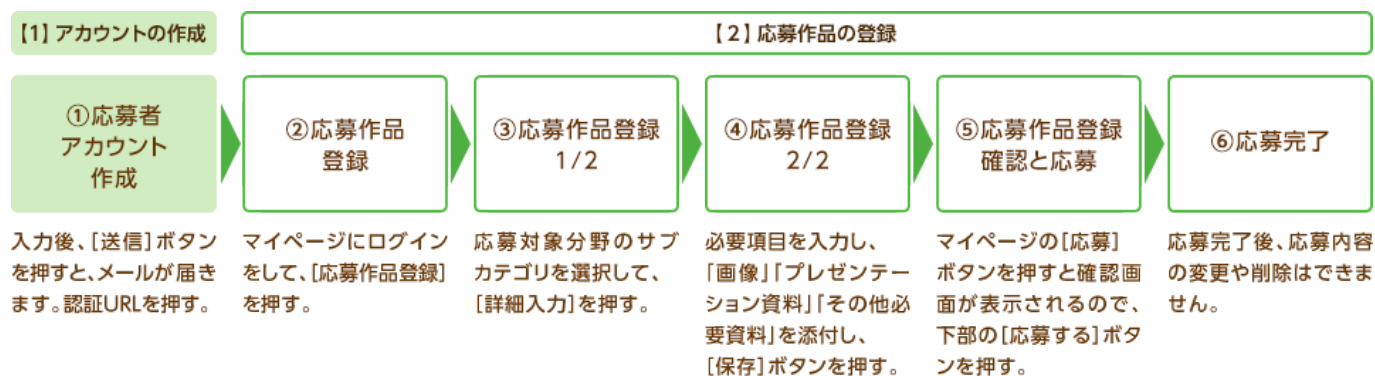 【1】アカウントの作成
【2】応募作品の登録
①応募者
アカウント
作成
②応募作品
登録
③応募作品登録
1/2
④応募作品登録
2/2
⑤応募作品登録
確認と応募
⑥応募完了
入力後、[送信]ボタン
を押すと、メールが届き
ます。認証URLを押す。
マイページにログイン
をして、[応募作品登録]
を押す。
応募対象分野のサブ
カテゴリを選択して、
[詳細入力]を押す。
必要項目を入力し、
「画像」「プレゼンテー
ション資料」「その他必
要資料」を添付し、
[保存]ボタンを押す。
マイページの[応募]
ボタンを押すと確認画
面が表示されるので、
下部の[応募する]ボタ
ンを押す。
応募完了後、応募内容
の変更や削除はできま
せん。